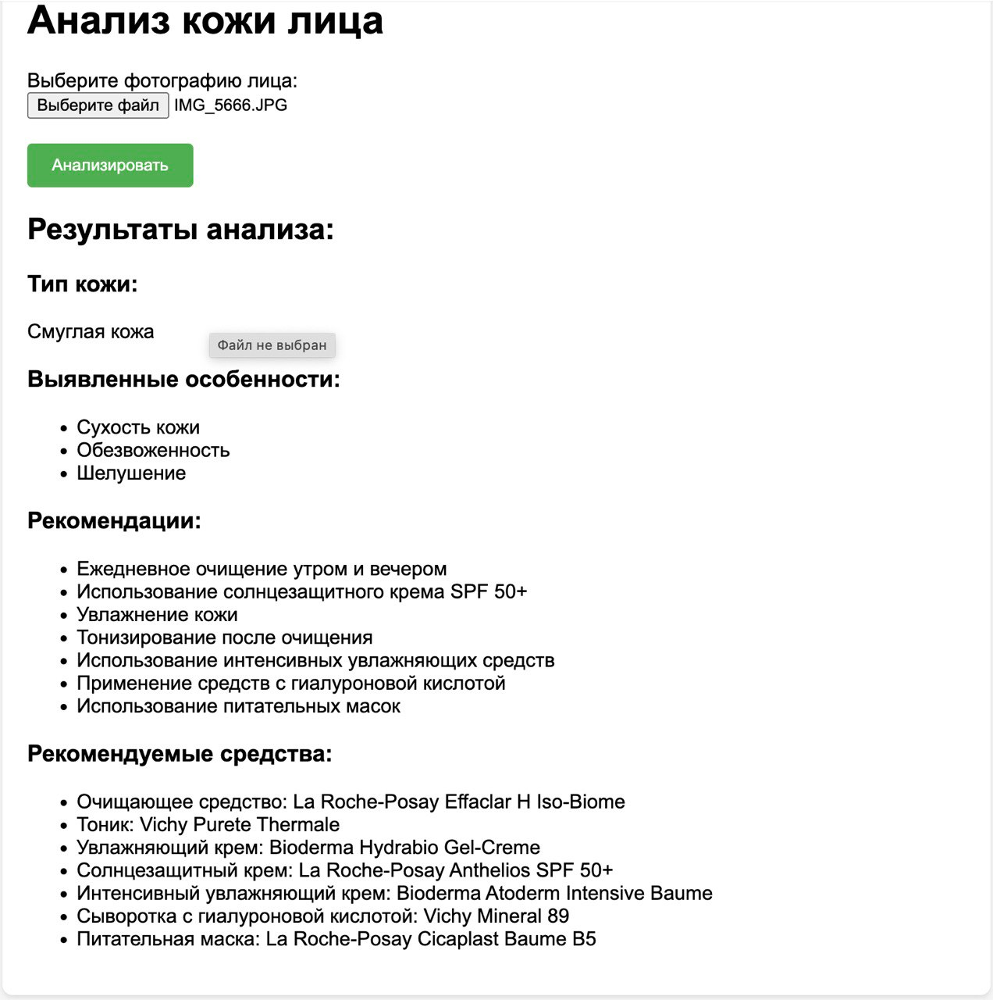 Анализ кожи лица
Выберите фотографию лица:
Выберите файл IMG_5666.JPG
Анализировать
Результаты анализа:
Тип кожи:
Смуглая кожа
Файл не выбран
Выявленные особенности:
• Сухость кожи
• Обезвоженность
• Шелушение
Рекомендации:
• Ежедневное очищение утром и вечером
• Использование солнцезащитного крема SPF 50+
• Увлажнение кожи
• Тонизирование после очищения
• Использование интенсивных увлажняющих средств
• Применение средств с гиалуроновой кислотой
• Использование питательных масок
Рекомендуемые средства:
• Очищающее средство: La Roche-Posay Effaclar H Iso-Biome
• Тоник: Vichy Purete Thermale
• Увлажняющий крем: Bioderma Hydrabio Gel-Creme
• Солнцезащитный крем: La Roche-Posay Anthelios SPF 50+
• Интенсивный увлажняющий крем: Bioderma Atoderm Intensive Baume
• Сыворотка с гиалуроновой кислотой: Vichy Mineral 89
• Питательная маска: La Roche-Posay Cicaplast Baume B5